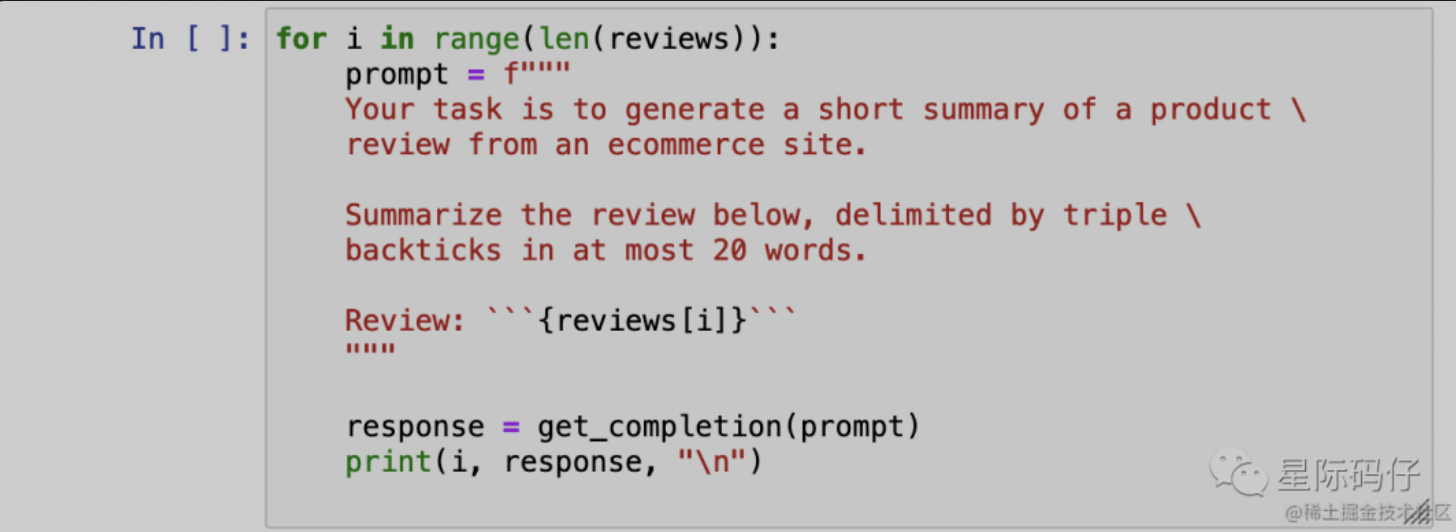 In [ ]: for i in range(len(reviews)):
    prompt = f"""
    Your task is to generate a short summary of a product \
    review from an ecommerce site.

    Summarize the review below, delimited by triple \
    backticks in at most 20 words.

    Review: ```{reviews[i]}```
    """

    response = get_completion(prompt)
    print(i, response, "\n")
星际码仔
@稀土掘金技术社区